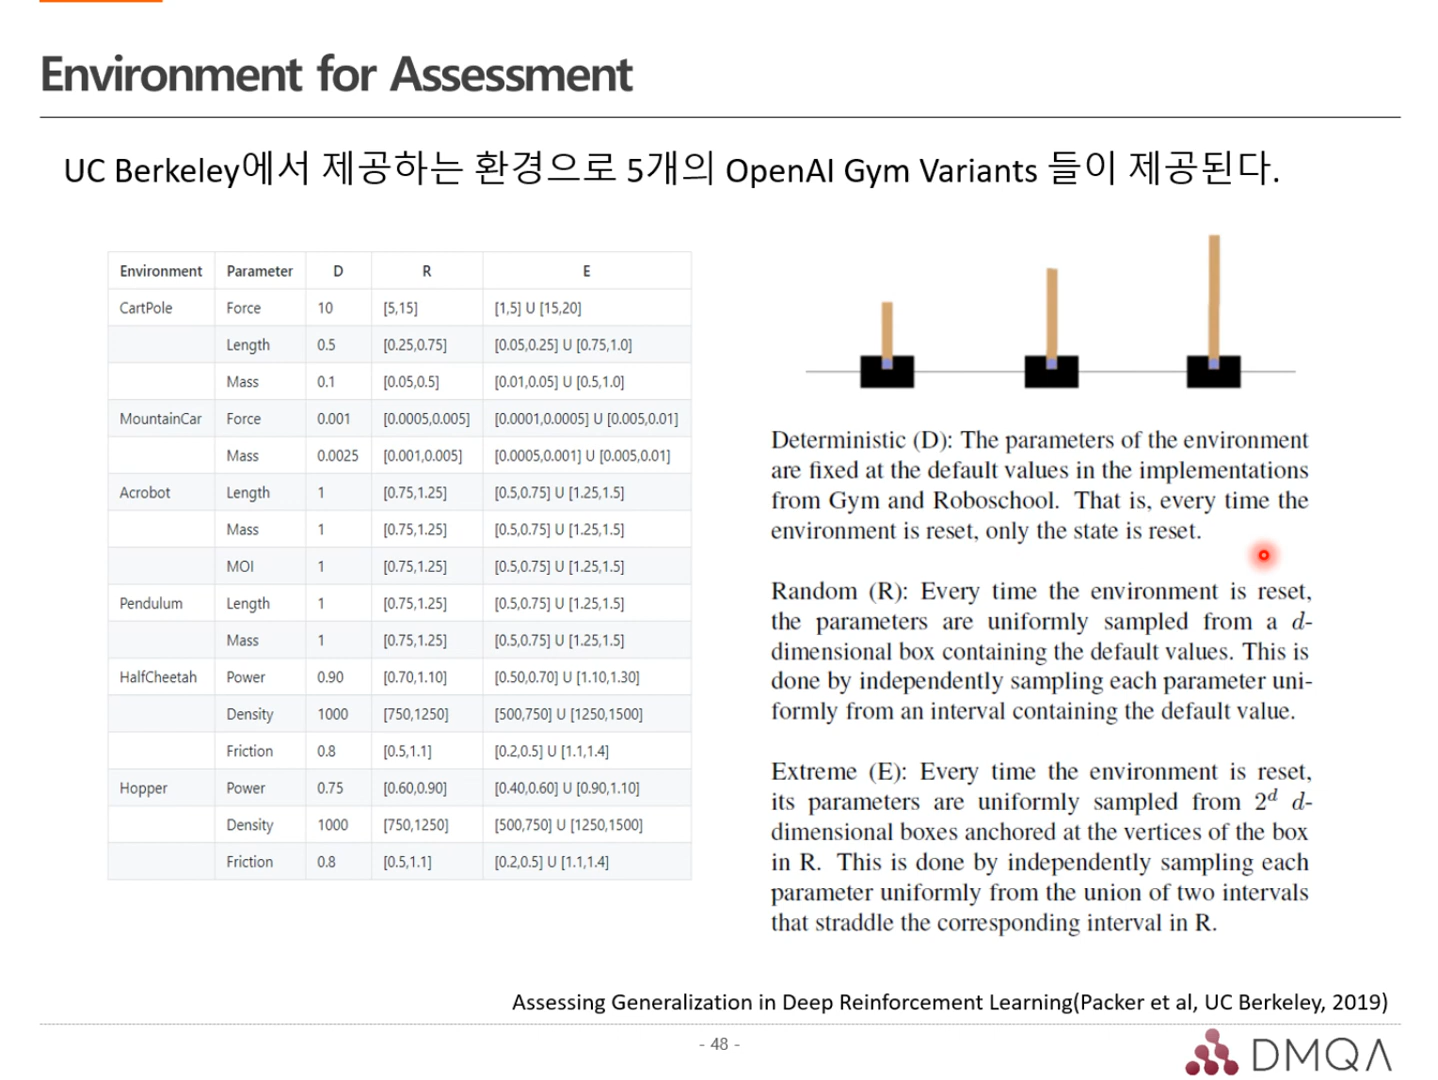 Environment for Assessment
UC Berkeley에서 제공하는 환경으로 5개의 OpenAI Gym Variants 들이 제공된다.
Environment Parameter D R E
CartPole Force 10 [5,15] [1,5] U [15,20]
Length 0.5 [0.25,0.75] [0.05,0.25] U [0.75,1.0]
Mass 0.1 [0.05,0.5] [0.01,0.05] U [0.5,1.0]
MountainCar Force 0.001 [0.0005,0.005] [0.0001,0.0005] U [0.005,0.01]
Mass 0.0025 [0.001,0.005] [0.0005,0.001] U [0.005,0.01]
Acrobot Length 1 [0.75,1.25] [0.5,0.75] U [1.25,1.5]
Mass 1 [0.75,1.25] [0.5,0.75] U [1.25,1.5]
MOI 1 [0.75,1.25] [0.5,0.75] U [1.25,1.5]
Pendulum Length 1 [0.75,1.25] [0.5,0.75] U [1.25,1.5]
Mass 1 [0.75,1.25] [0.5,0.75] U [1.25,1.5]
HalfCheetah Power 0.90 [0.70,1.10] [0.50,0.70] U [1.10,1.30]
Density 1000 [750,1250] [500,750] U [1250,1500]
Friction 0.8 [0.5,1.1] [0.2,0.5] U [1.1,1.4]
Hopper Power 0.75 [0.60,0.90] [0.40,0.60] U [0.90,1.10]
Density 1000 [750,1250] [500,750] U [1250,1500]
Friction 0.8 [0.5,1.1] [0.2,0.5] U [1.1,1.4]
Deterministic (D): The parameters of the environment
are fixed at the default values in the implementations
from Gym and Roboschool. That is, every time the
environment is reset, only the state is reset.
Random (R): Every time the environment is reset,
the parameters are uniformly sampled from a d-
dimensional box containing the default values. This is
done by independently sampling each parameter uni-
formly from an interval containing the default value.
Extreme (E): Every time the environment is reset,
its parameters are uniformly sampled from 2^d d-
dimensional boxes anchored at the vertices of the box
in R. This is done by independently sampling each
parameter uniformly from the union of two intervals
that straddle the corresponding interval in R.
Assessing Generalization in Deep Reinforcement Learning(Packer et al, UC Berkeley, 2019)
- 48 -
DMQA